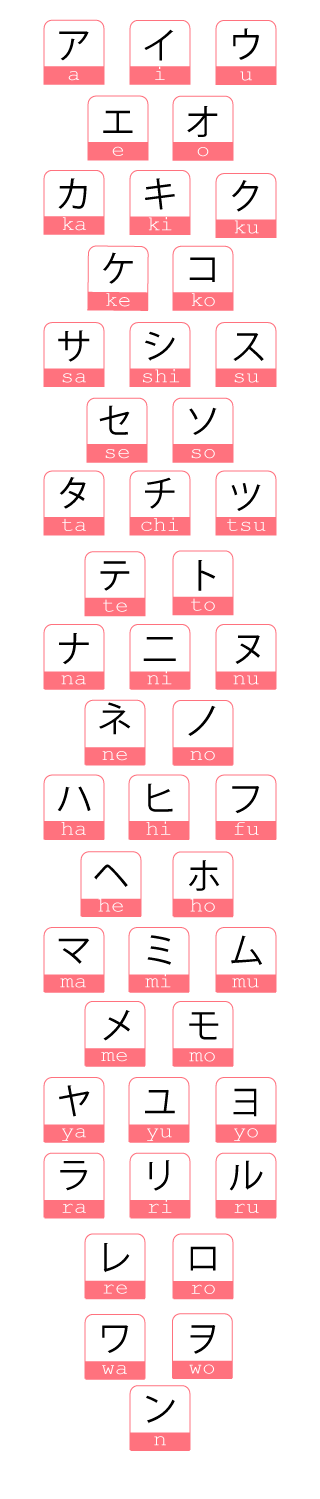 ア イ ウ
a i u
エ オ
e o
カ キ ク
ka ki ku
ケ コ
ke ko
サ シ ス
sa shi su
セ ソ
se so
タ チ ツ
ta chi tsu
テ ト
te to
ナ ニ ヌ
na ni nu
ネ ノ
ne no
ハ ヒ フ
ha hi fu
ヘ ホ
he ho
マ ミ ム
ma mi mu
メ モ
me mo
ヤ ユ ヨ
ya yu yo
ラ リ ル
ra ri ru
レ ロ
re ro
ワ ヲ
wa wo
ン
n